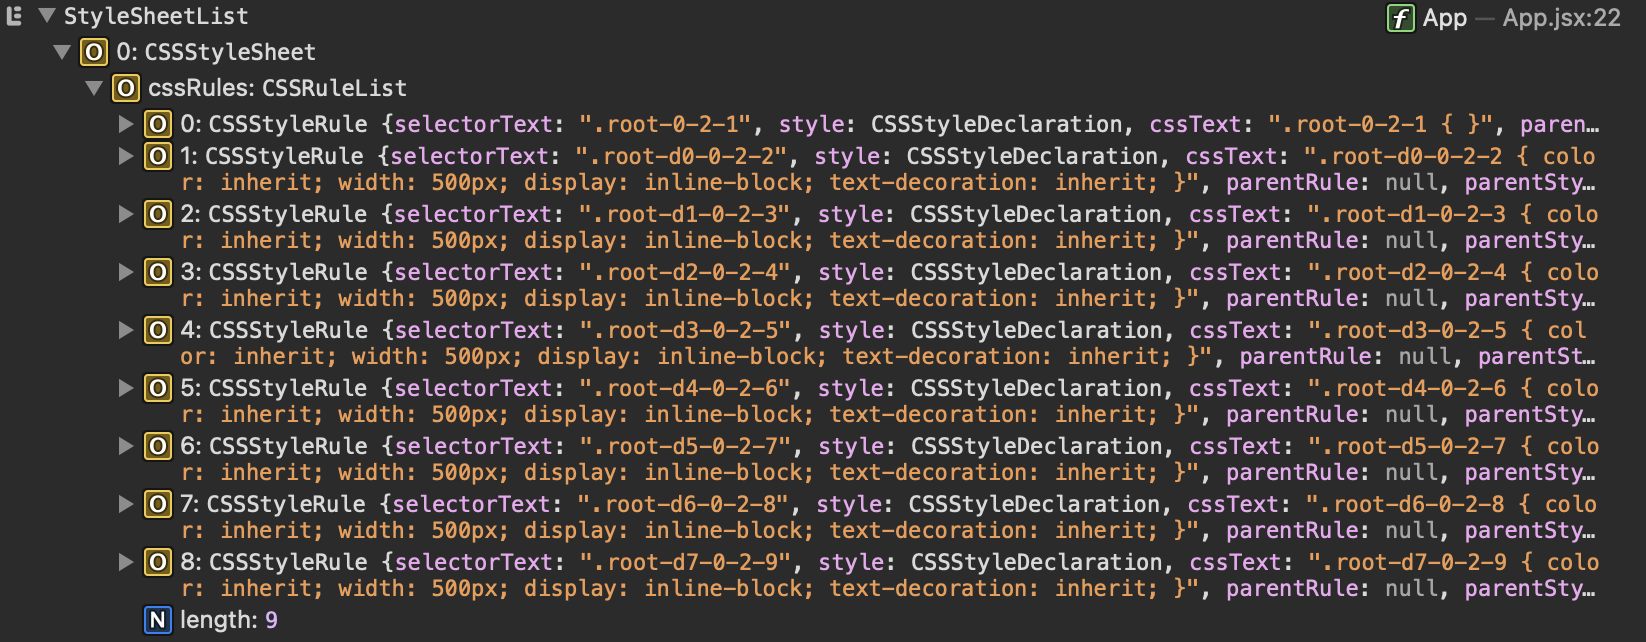 StyleSheetList
f App — App.jsx:22
O 0: CSSStyleSheet
O cssRules: CSSRuleList
O 0: CSSStyleRule {selectorText: ".root-0-2-1", style: CSSStyleDeclaration, cssText: ".root-0-2-1 { }", paren…
O 1: CSSStyleRule {selectorText: ".root-d0-0-2-2", style: CSSStyleDeclaration, cssText: ".root-d0-0-2-2 { colo
r: inherit; width: 500px; display: inline-block; text-decoration: inherit; }", parentRule: null, parentSty…
O 2: CSSStyleRule {selectorText: ".root-d1-0-2-3", style: CSSStyleDeclaration, cssText: ".root-d1-0-2-3 { colo
r: inherit; width: 500px; display: inline-block; text-decoration: inherit; }", parentRule: null, parentSty…
O 3: CSSStyleRule {selectorText: ".root-d2-0-2-4", style: CSSStyleDeclaration, cssText: ".root-d2-0-2-4 { colo
r: inherit; width: 500px; display: inline-block; text-decoration: inherit; }", parentRule: null, parentSty…
O 4: CSSStyleRule {selectorText: ".root-d3-0-2-5", style: CSSStyleDeclaration, cssText: ".root-d3-0-2-5 { col
or: inherit; width: 500px; display: inline-block; text-decoration: inherit; }", parentRule: null, parentSt…
O 5: CSSStyleRule {selectorText: ".root-d4-0-2-6", style: CSSStyleDeclaration, cssText: ".root-d4-0-2-6 { colo
r: inherit; width: 500px; display: inline-block; text-decoration: inherit; }", parentRule: null, parentSty…
O 6: CSSStyleRule {selectorText: ".root-d5-0-2-7", style: CSSStyleDeclaration, cssText: ".root-d5-0-2-7 { colo
r: inherit; width: 500px; display: inline-block; text-decoration: inherit; }", parentRule: null, parentSty…
O 7: CSSStyleRule {selectorText: ".root-d6-0-2-8", style: CSSStyleDeclaration, cssText: ".root-d6-0-2-8 { colo
r: inherit; width: 500px; display: inline-block; text-decoration: inherit; }", parentRule: null, parentSty…
O 8: CSSStyleRule {selectorText: ".root-d7-0-2-9", style: CSSStyleDeclaration, cssText: ".root-d7-0-2-9 { colo
r: inherit; width: 500px; display: inline-block; text-decoration: inherit; }", parentRule: null, parentSty…
N length: 9